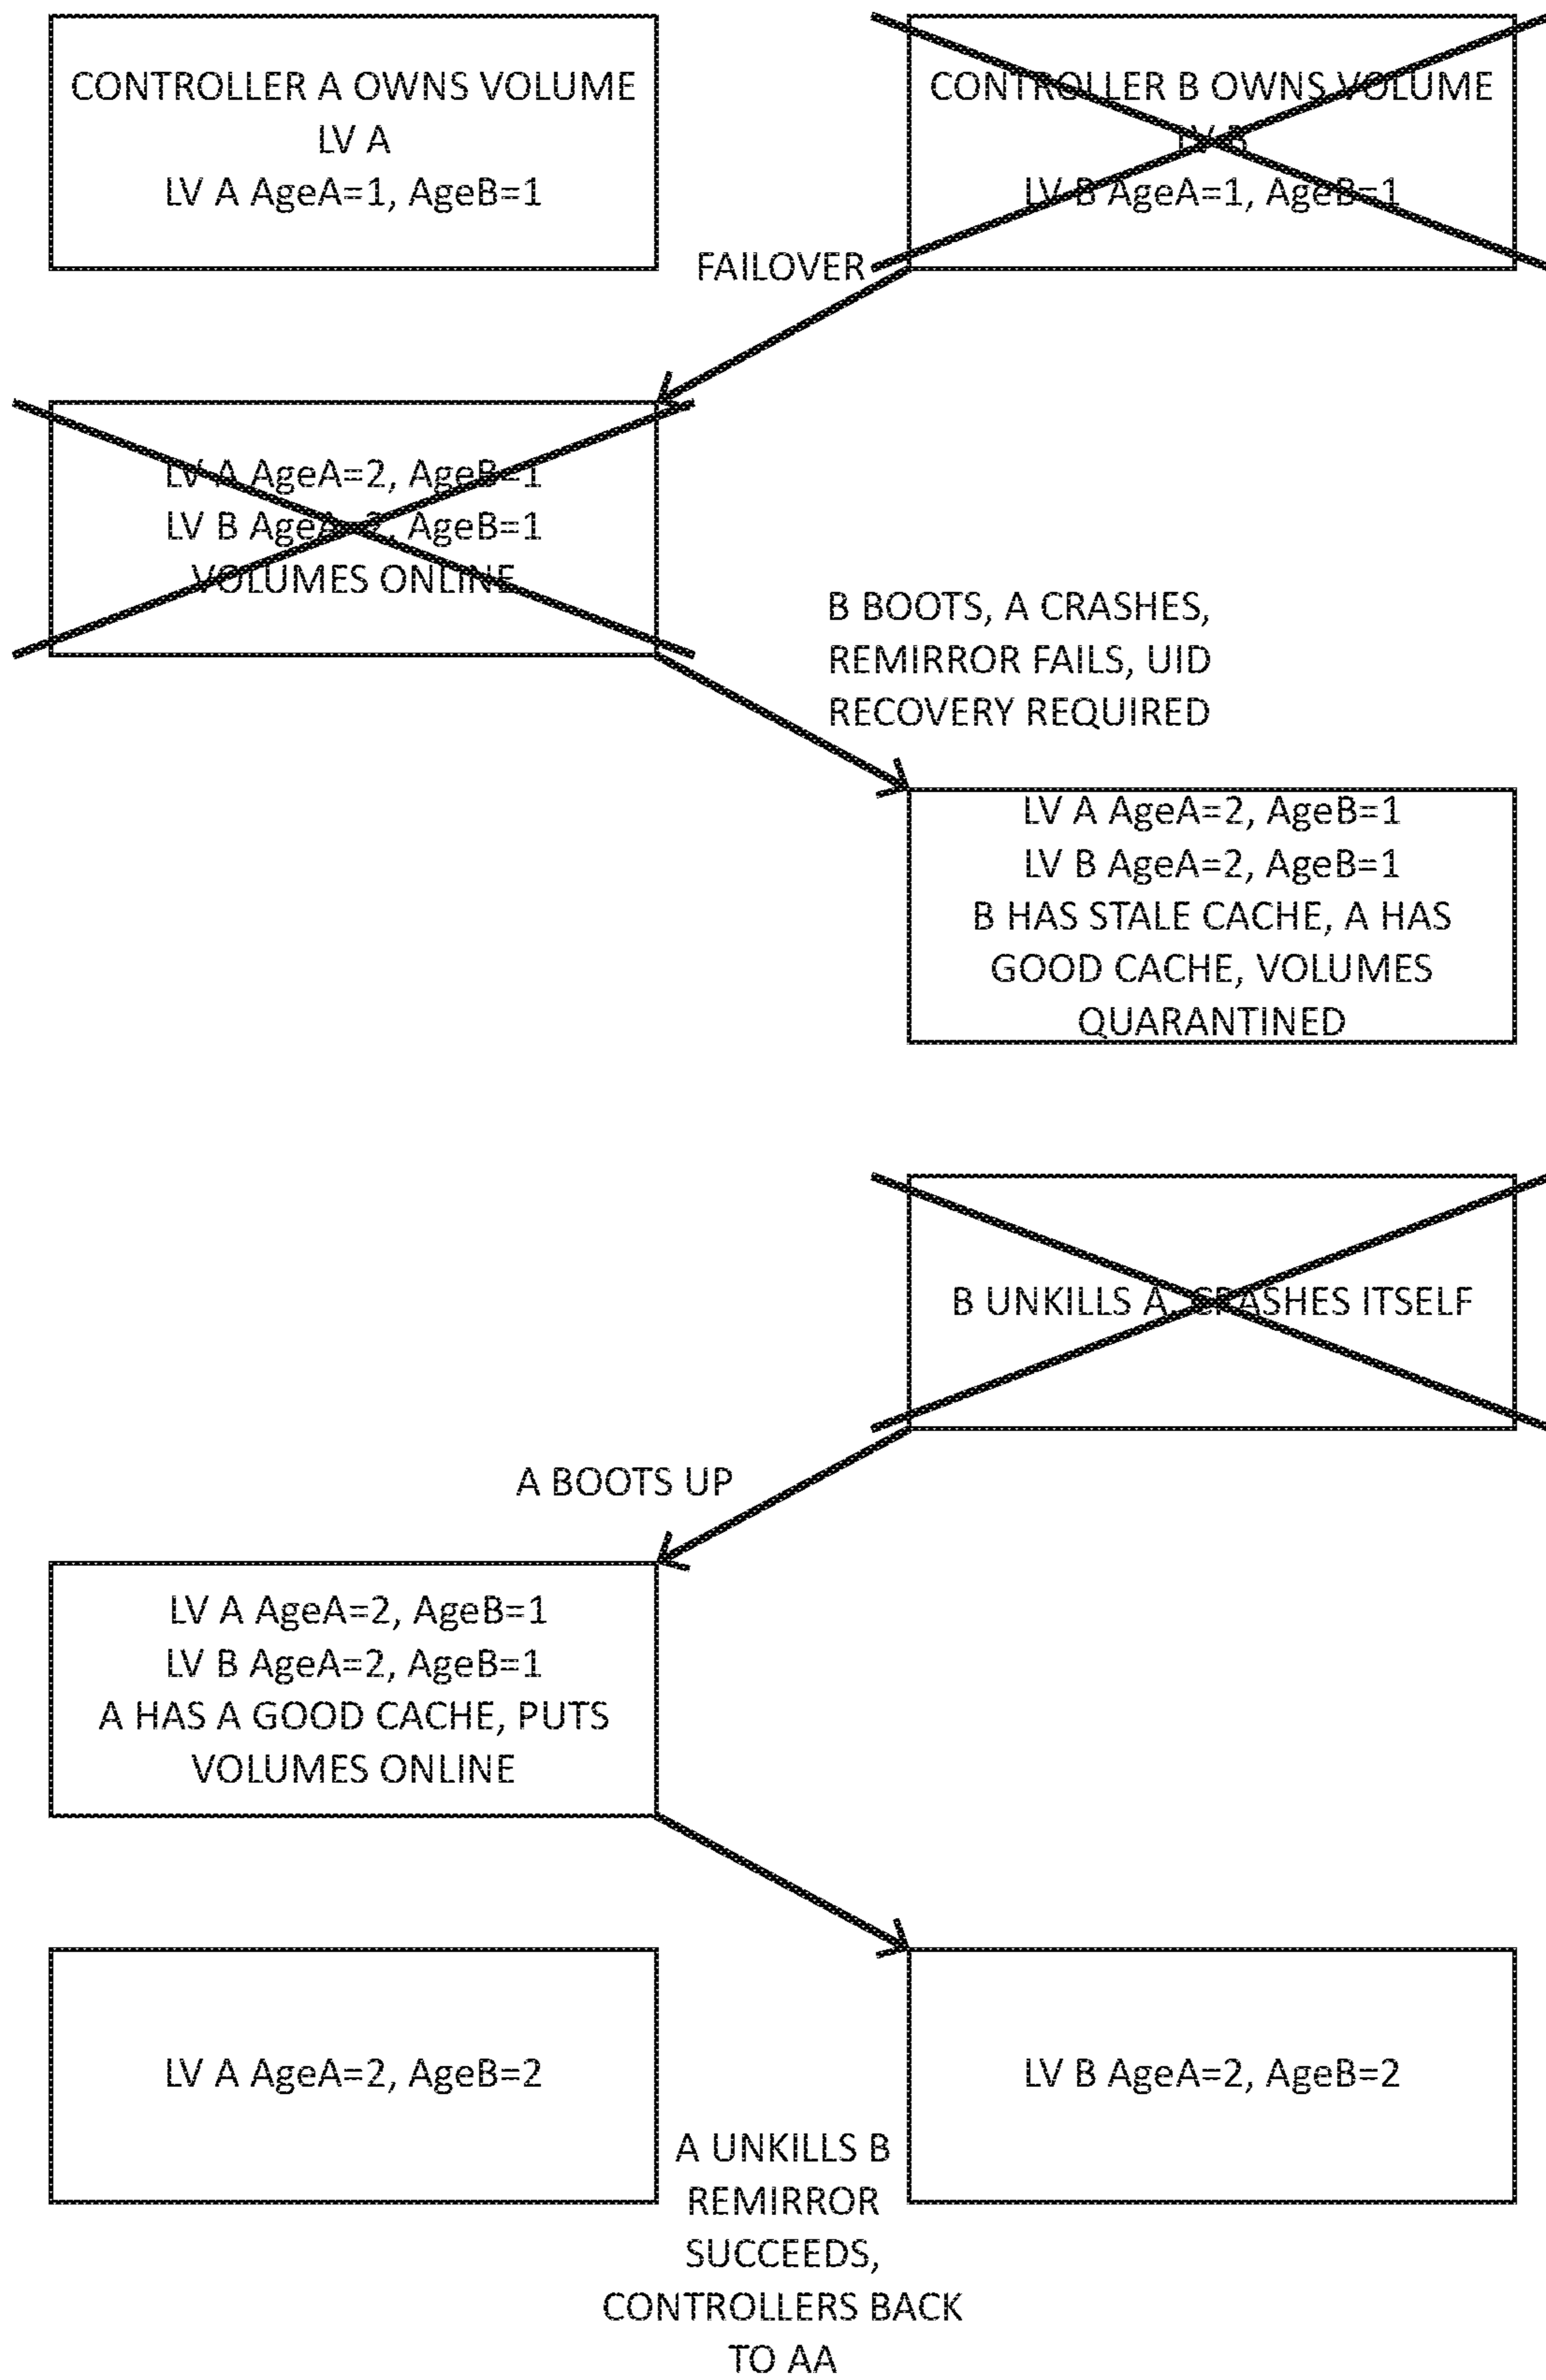 CONTROLLER A OWNS VOLUME
LV A
LV A AgeA=1, AgeB=1
CONTROLLER B OWNS VOLUME
LV B
LV B AgeA=1, AgeB=1
FAILOVER
LV A AgeA=2, AgeB=1
LV B AgeA=2, AgeB=1
VOLUMES ONLINE
B BOOTS, A CRASHES,
REMIRROR FAILS, UID
RECOVERY REQUIRED
LV A AgeA=2, AgeB=1
LV B AgeA=2, AgeB=1
B HAS STALE CACHE, A HAS
GOOD CACHE, VOLUMES
QUARANTINED
B UNKILLS A, CRASHES ITSELF
A BOOTS UP
LV A AgeA=2, AgeB=1
LV B AgeA=2, AgeB=1
A HAS A GOOD CACHE, PUTS
VOLUMES ONLINE
LV A AgeA=2, AgeB=2
LV B AgeA=2, AgeB=2
A UNKILLS B
REMIRROR
SUCCEEDS,
CONTROLLERS BACK
TO AA